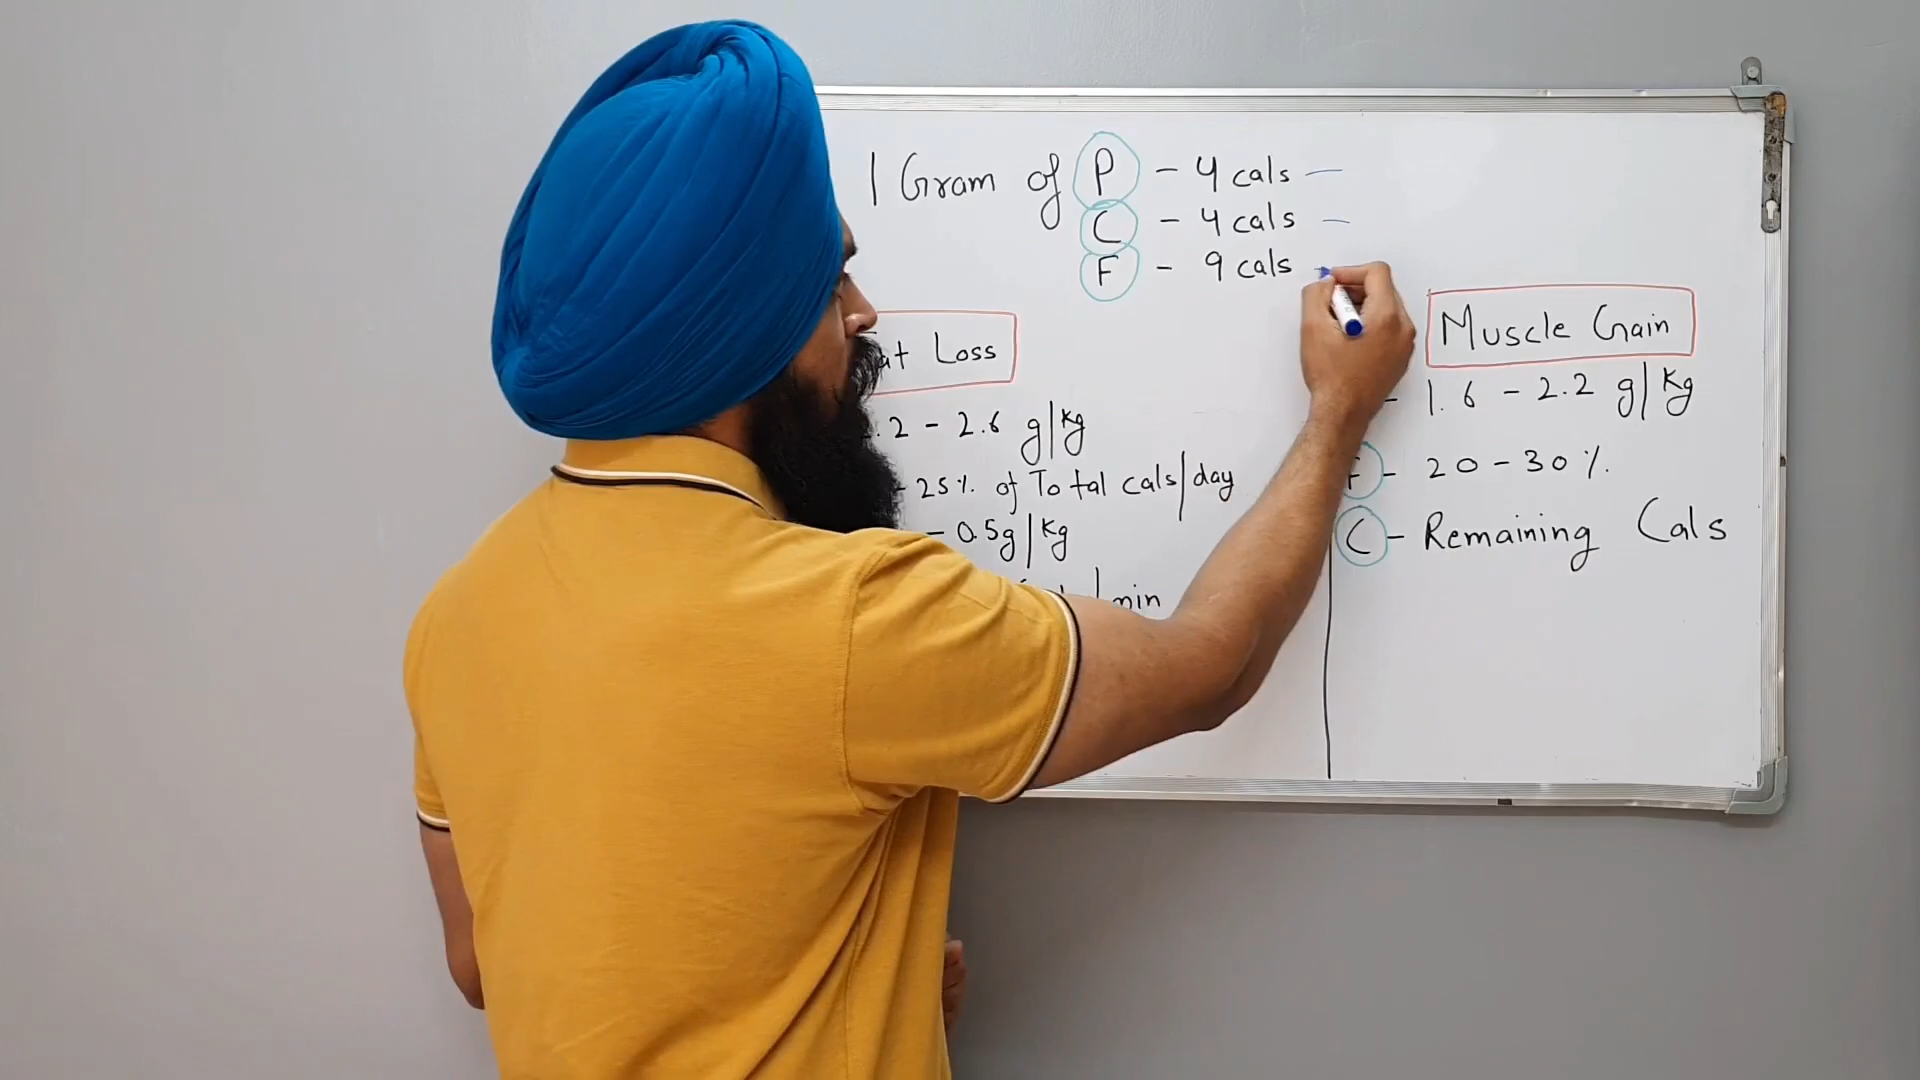 1 Gram of P - 4 cals -
C - 4 cals -
F - 9 cals -
Loss
.2 - 2.6 g/kg
- 25% of Total cals/day
- 0.5g/kg
/min
Muscle Gain
- 1.6 - 2.2 g/kg
F - 20-30%.
C - Remaining Cals